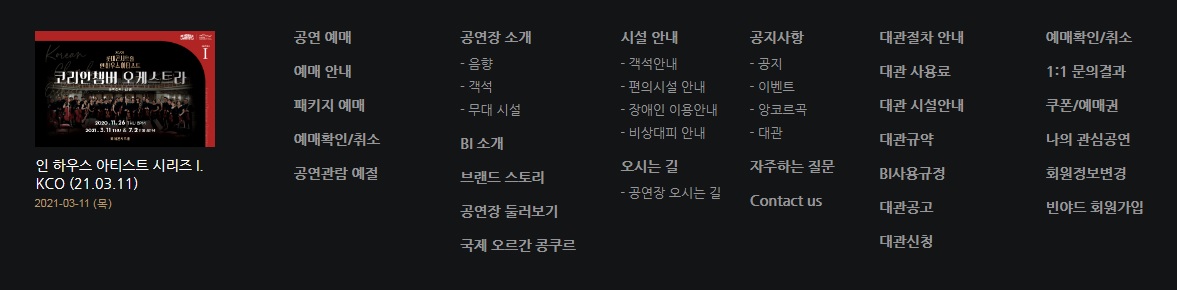 Korean
I
코리안챔버 오케스트라
2020. 11. 26
2021. 3. 11 & 7. 2
인 하우스 아티스트 시리즈 I.
KCO (21.03.11)
2021-03-11 (목)
공연 예매
예매 안내
패키지 예매
예매확인/취소
공연관람 예절
공연장 소개
- 음향
- 객석
- 무대 시설
BI 소개
브랜드 스토리
공연장 둘러보기
국제 오르간 콩쿠르
시설 안내
- 객석안내
- 편의시설 안내
- 장애인 이용안내
- 비상대피 안내
오시는 길
- 공연장 오시는 길
공지사항
- 공지
- 이벤트
- 앙코르곡
- 대관
자주하는 질문
Contact us
대관절차 안내
대관 사용료
대관 시설안내
대관규약
BI사용규정
대관공고
대관신청
예매확인/취소
1:1 문의결과
쿠폰/예매권
나의 관심공연
회원정보변경
빈야드 회원가입